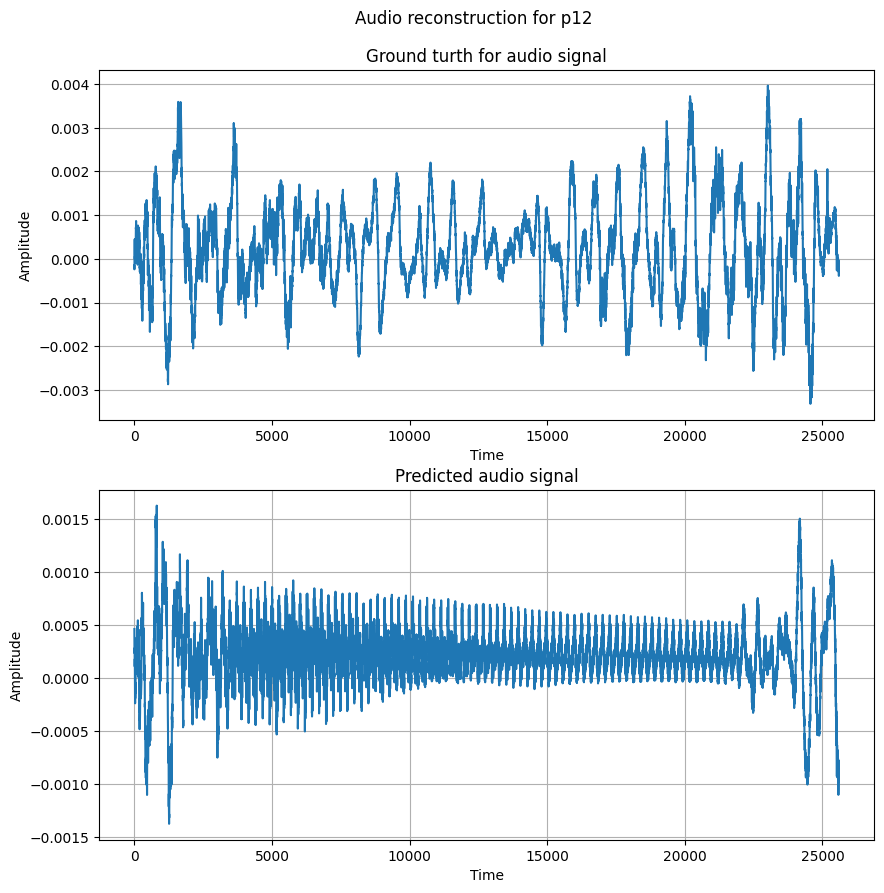 Audio reconstruction for p12
Ground turth for audio signal
0.004
0.003
0.002
0.001
0.000
−0.001
−0.002
−0.003
Amplitude
0 5000 10000 15000 20000 25000
Time
Predicted audio signal
0.0015
0.0010
0.0005
0.0000
−0.0005
−0.0010
−0.0015
Amplitude
0 5000 10000 15000 20000 25000
Time